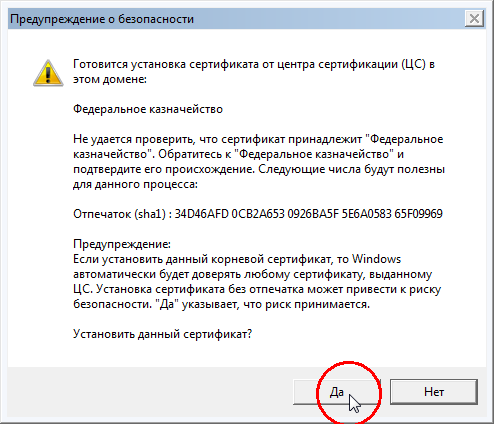 Предупреждение о безопасности
Готовится установка сертификата от центра сертификации (ЦС) в
этом домене:
Федеральное казначейство
Не удается проверить, что сертификат принадлежит "Федеральное
казначейство". Обратитесь к "Федеральное казначейство" и
подтвердите его происхождение. Следующие числа будут полезны
для данного процесса:
Отпечаток (sha1) : 34D46AFD 0CB2A653 0926BA5F 5E6A0583 65F09969
Предупреждение:
Если установить данный корневой сертификат, то Windows
автоматически будет доверять любому сертификату, выданному
ЦС. Установка сертификата без отпечатка может привести к риску
безопасности. "Да" указывает, что риск принимается.
Установить данный сертификат?
Да
Нет